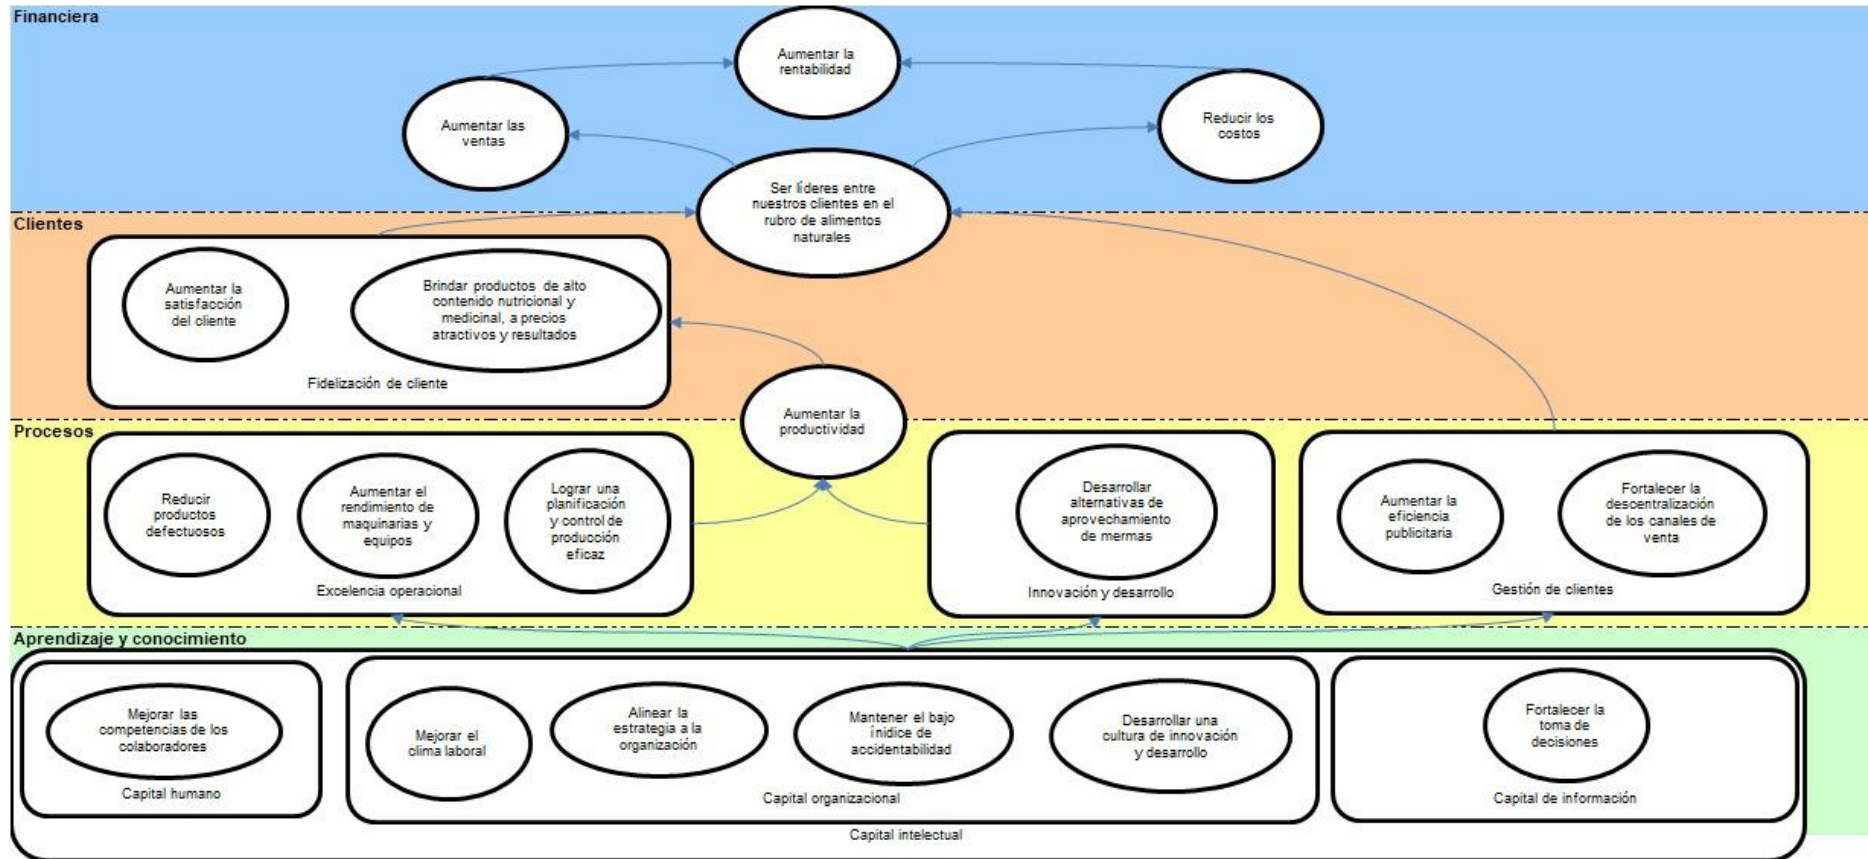 Financiera
Aumentar la
rentabilidad
Aumentar las
ventas
Reducir los
costos
Ser líderes entre
nuestros clientes en el
rubro de alimentos
naturales
Clientes
Aumentar la
satisfacción
del cliente
Brindar productos de alto
contenido nutricional y
medicinal, a precios
atractivos y resultados
Fidelización de cliente
Aumentar la
productividad
Procesos
Reducir
productos
defectuosos
Aumentar el
rendimiento de
maquinarias y
equipos
Lograr una
planificación
y control de
producción
eficaz
Excelencia operacional
Desarrollar
alternativas de
aprovechamiento
de mermas
Innovación y desarrollo
Aumentar la
eficiencia
publicitaria
Fortalecer la
descentralización
de los canales de
venta
Gestión de clientes
Aprendizaje y conocimiento
Mejorar las
competencias de los
colaboradores
Capital humano
Mejorar el
clima laboral
Alinear la
estrategia a la
organización
Mantener el bajo
ínidice de
accidentabilidad
Desarrollar una
cultura de innovación
y desarrollo
Capital organizacional
Fortalecer la
toma de
decisiones
Capital de información
Capital intelectual